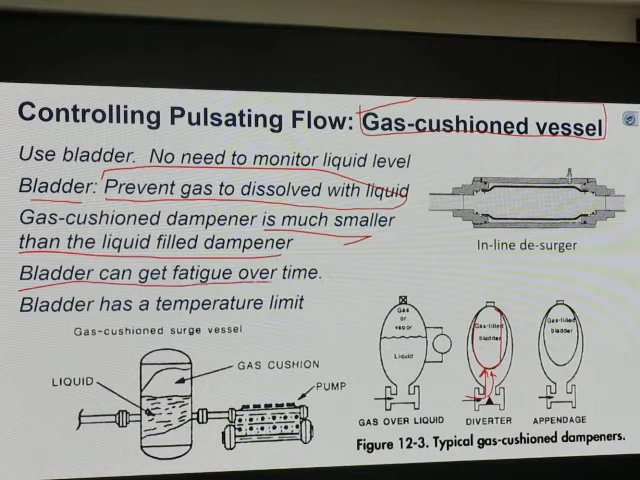 Controlling Pulsating Flow: Gas-cushioned vessel
Use bladder. No need to monitor liquid level
Bladder: Prevent gas to dissolved with liquid
Gas-cushioned dampener is much smaller
than the liquid filled dampener
Bladder can get fatigue over time.
Bladder has a temperature limit
In-line de-surger
Gas-cushioned surge vessel
LIQUID
GAS CUSHION
PUMP
Gas
or
vapor
Liquid
GAS OVER LIQUID
Gas-filled
bladder
DIVERTER
Gas-filled
bladder
APPENDAGE
Figure 12-3. Typical gas-cushioned dampeners.